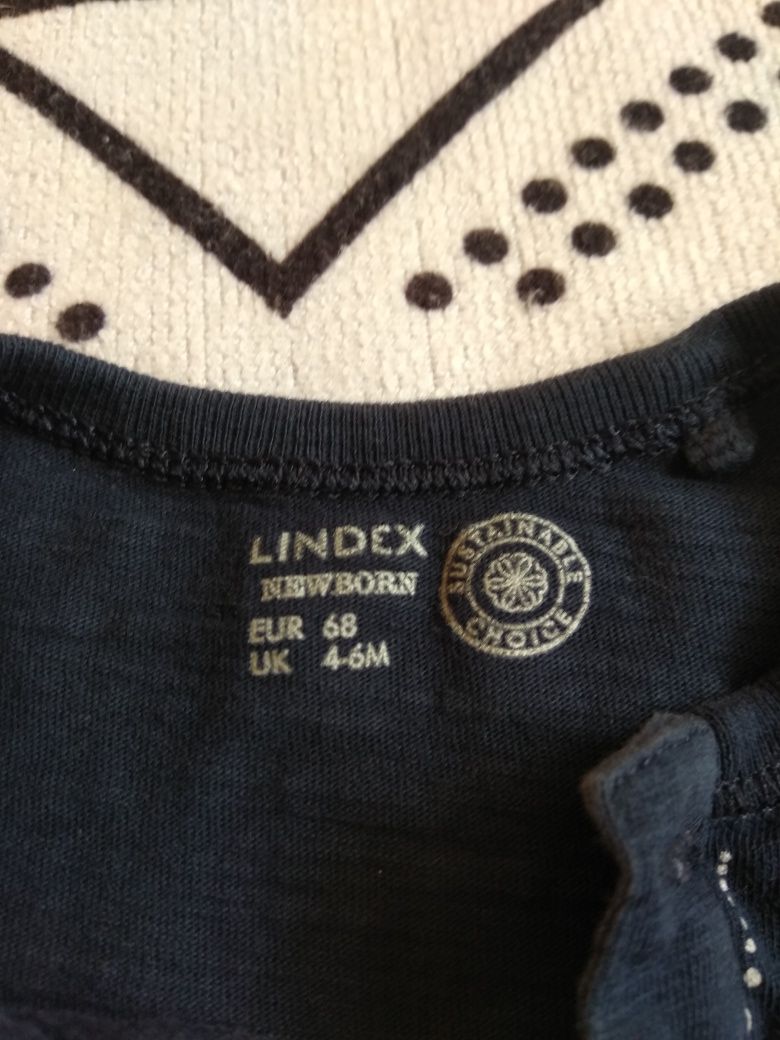 LINDEX
NEWBORN
EUR 68
UK 4-6M
SUSTAINABLE
CHOICE